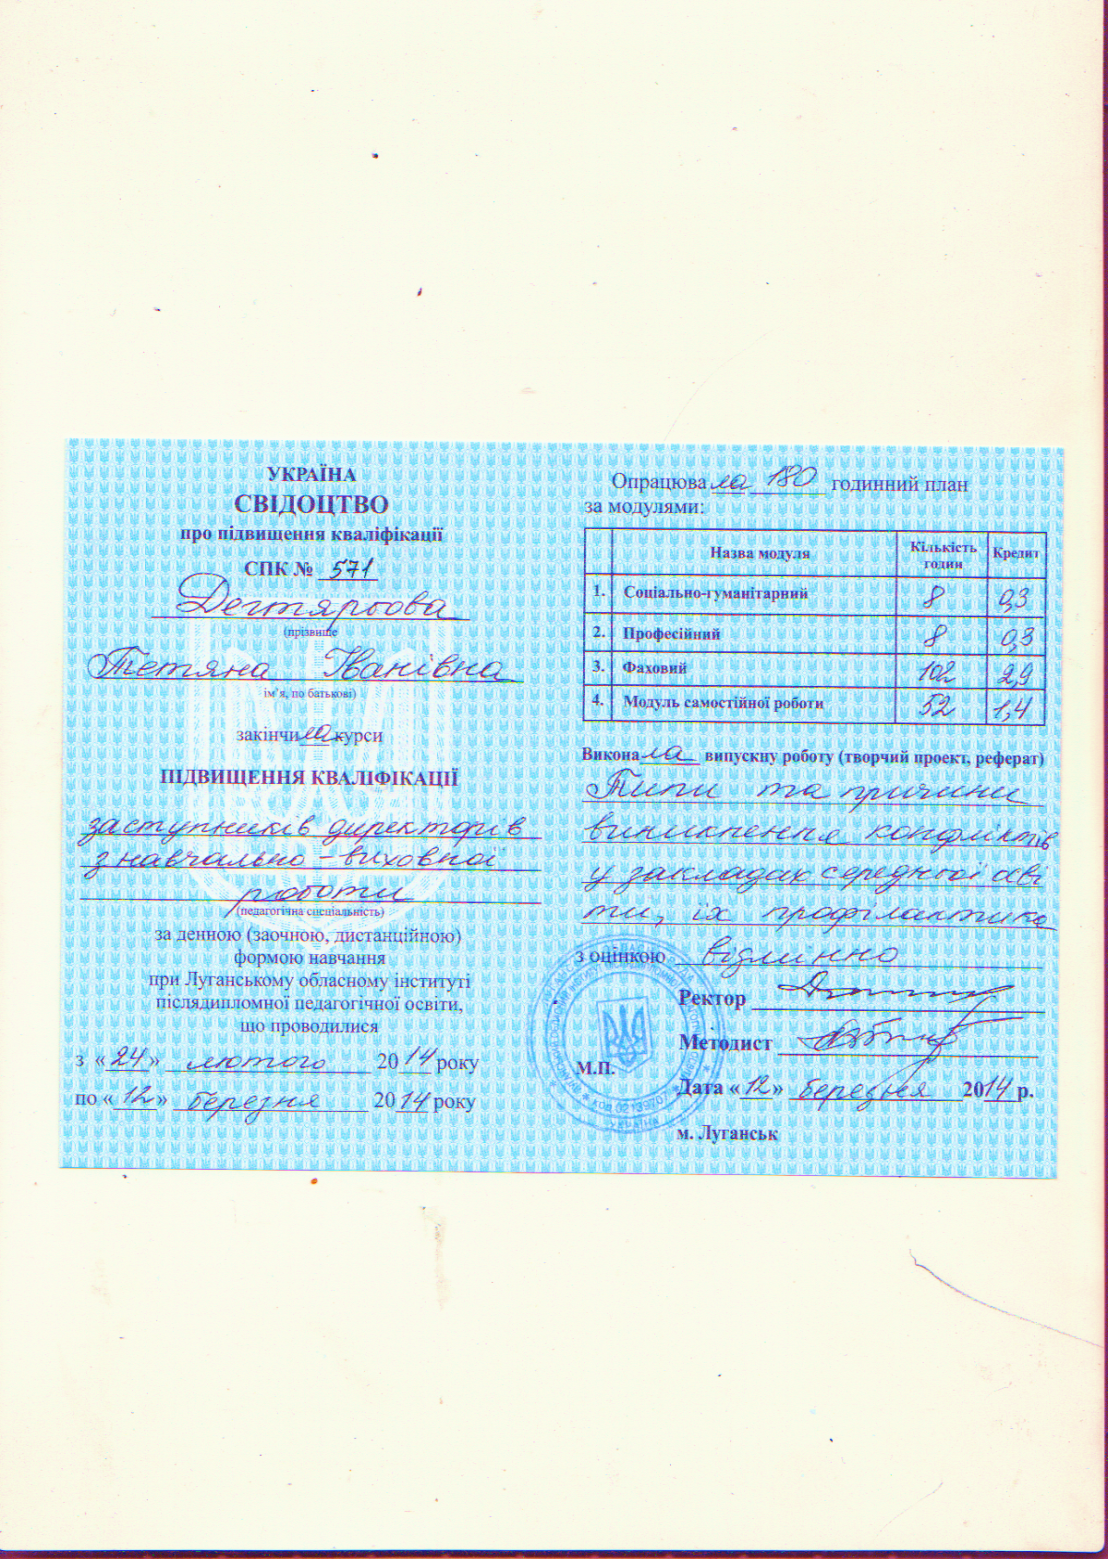 УКРАЇНА
СВІДОЦТВО
про підвищення кваліфікації
СПК № 571
Дегтярьова
(прізвище
Тетяна Іванівна
ім'я, по батькові)
закінчила курси
ПІДВИЩЕННЯ КВАЛІФІКАЦІЇ
заступників директорів
з навчально-виховної
роботи
(педагогічна спеціальність)
за денною (заочною, дистанційною)
формою навчання
при Луганському обласному інституті
післядипломної педагогічної освіти,
що проводилися
з «24» лютого 2014 року
по «12» березня 2014 року
Опрацювала 180 годинний план
за модулями:
Назва модуля Кількість годин Кредит
1. Соціально-гуманітарний 8 0,3
2. Професійний 8 0,3
3. Фаховий 102 2,9
4. Модуль самостійної роботи 52 1,4
Виконала випускну роботу (творчий проект, реферат)
Типи та причини
виникнення конфліктів
у закладах середньої осві
ти, їх профілактика
з оцінкою відмінно
Ректор
Методист
М.П.
Дата «12» березня 2014 р.
м. Луганськ
код 02139707
УКРАЇНА